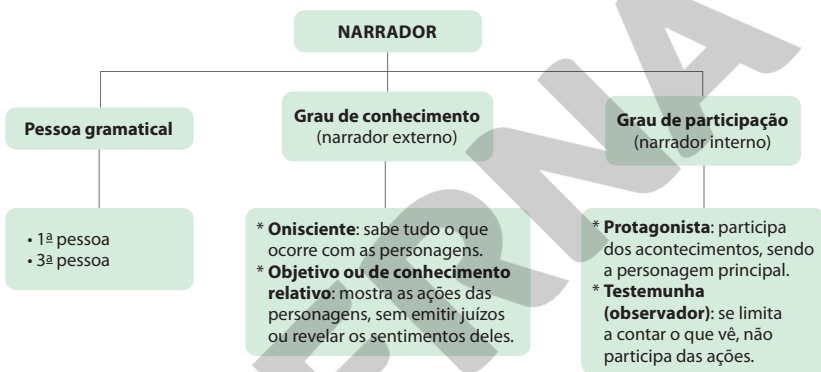 NARRADOR
Pessoa gramatical
• 1ª pessoa
• 3ª pessoa
Grau de conhecimento
(narrador externo)
* Onisciente: sabe tudo o que
ocorre com as personagens.
* Objetivo ou de conhecimento
relativo: mostra as ações das
personagens, sem emitir juízos
ou revelar os sentimentos deles.
Grau de participação
(narrador interno)
* Protagonista: participa
dos acontecimentos, sendo
a personagem principal.
* Testemunha
(observador): se limita
a contar o que vê, não
participa das ações.
ERNA